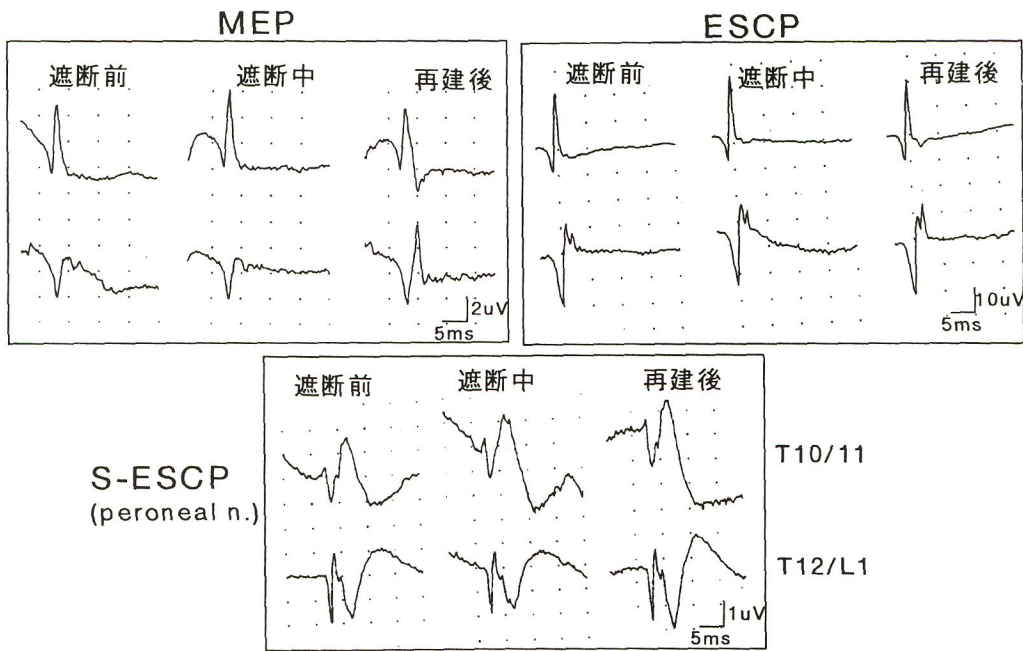 MEP
遮断前 遮断中 再建後
2uV
5ms
ESCP
遮断前 遮断中 再建後
10uV
5ms
S-ESCP
(peroneal n.)
遮断前 遮断中 再建後
T10/11
T12/L1
1uV
5ms